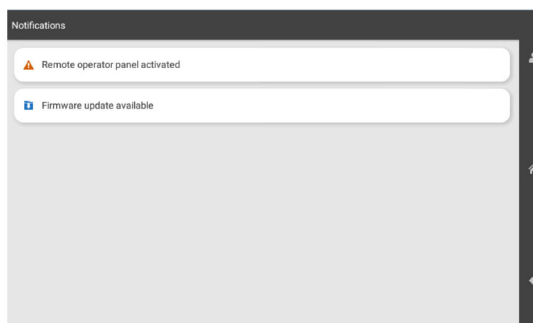 Notifications
Remote operator panel activated
Firmware update available